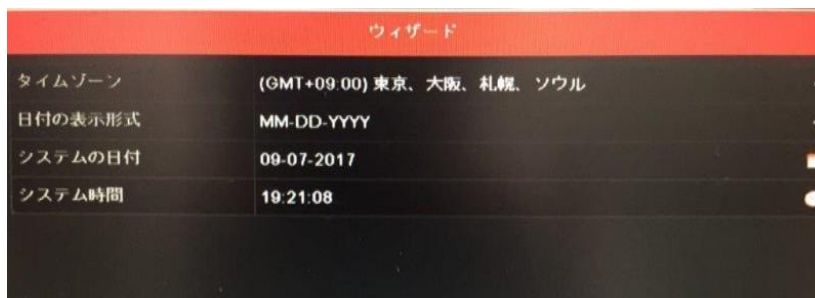 ウィザード
タイムゾーン (GMT+09:00) 東京、大阪、札幌、ソウル
日付の表示形式 MM-DD-YYYY
システムの日付 09-07-2017
システム時間 19:21:08